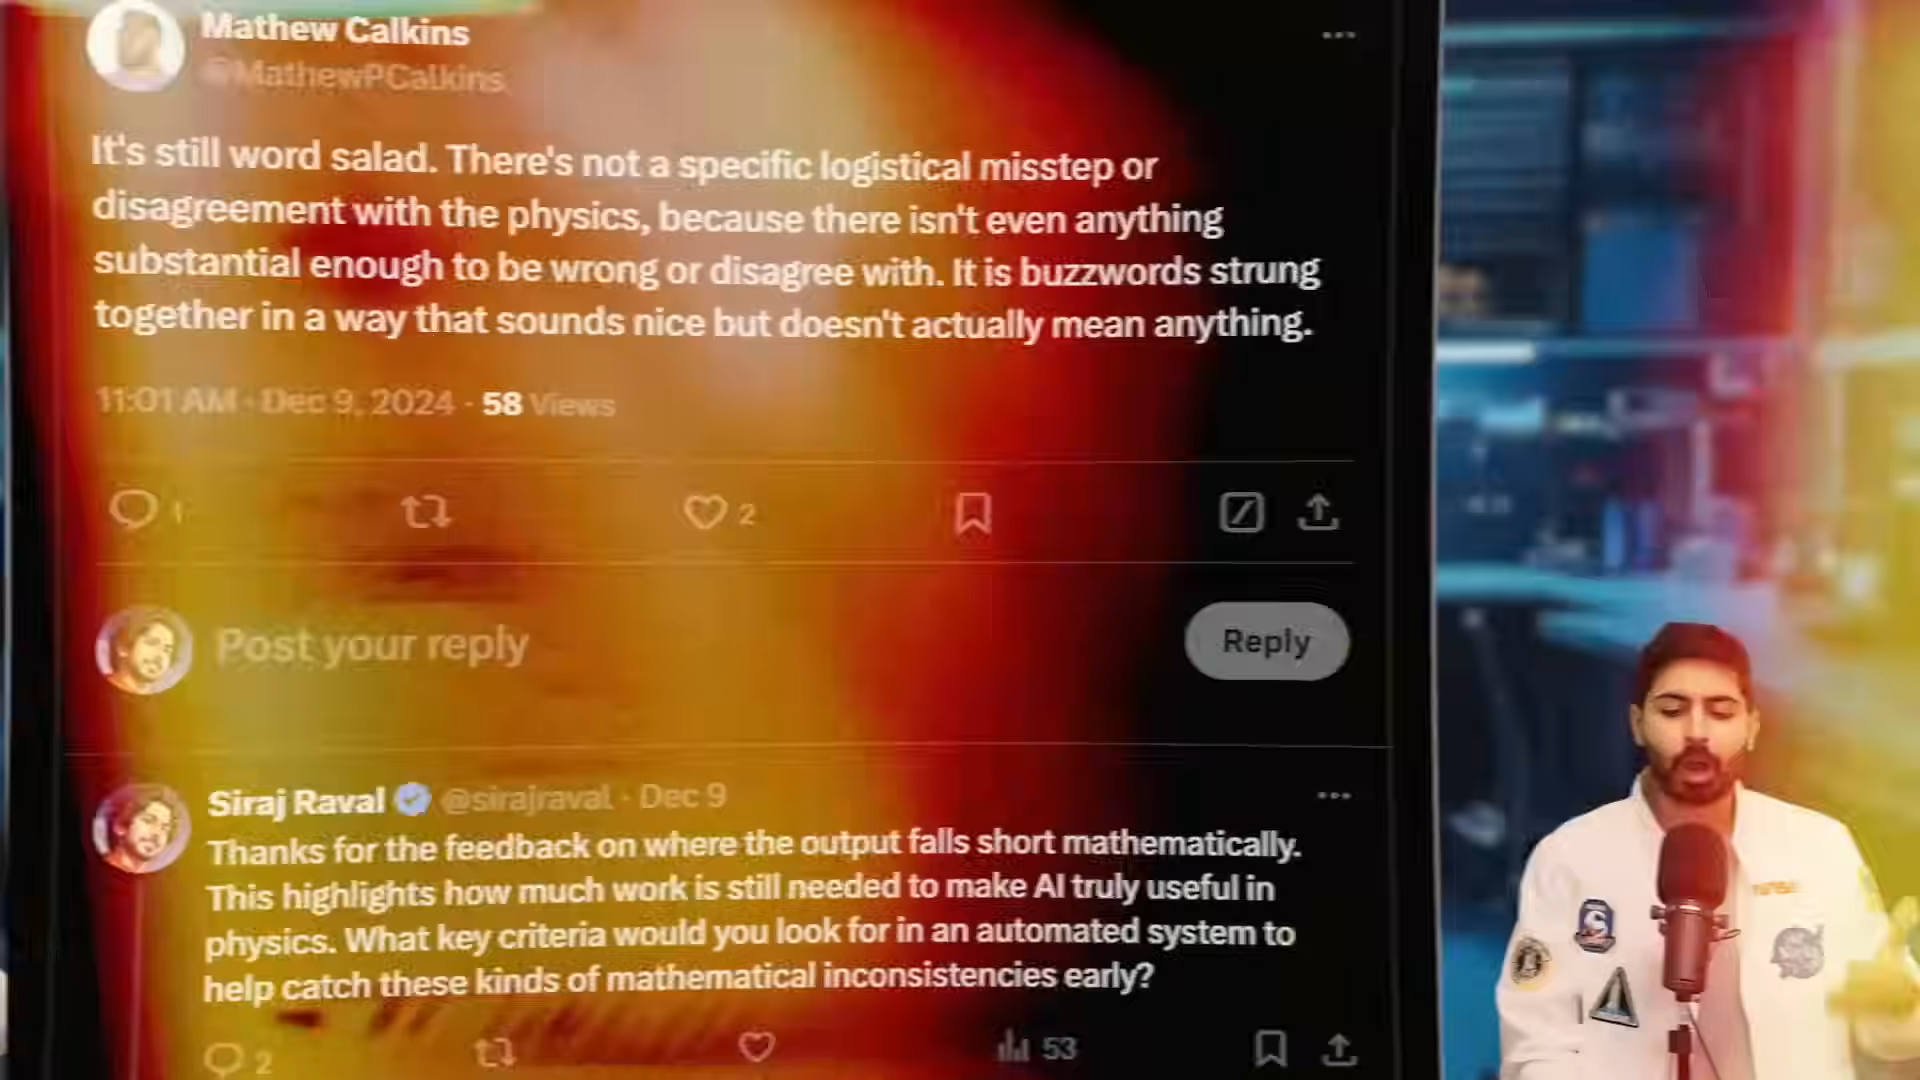 Mathew Calkins
@MathewPCalkins
It's still word salad. There's not a specific logistical misstep or
disagreement with the physics, because there isn't even anything
substantial enough to be wrong or disagree with. It is buzzwords strung
together in a way that sounds nice but doesn't actually mean anything.
11:01 AM · Dec 9, 2024 · 58 Views
1
2
Post your reply
Reply
Siraj Raval @sirajraval · Dec 9
Thanks for the feedback on where the output falls short mathematically.
This highlights how much work is still needed to make AI truly useful in
physics. What key criteria would you look for in an automated system to
help catch these kinds of mathematical inconsistencies early?
2
53